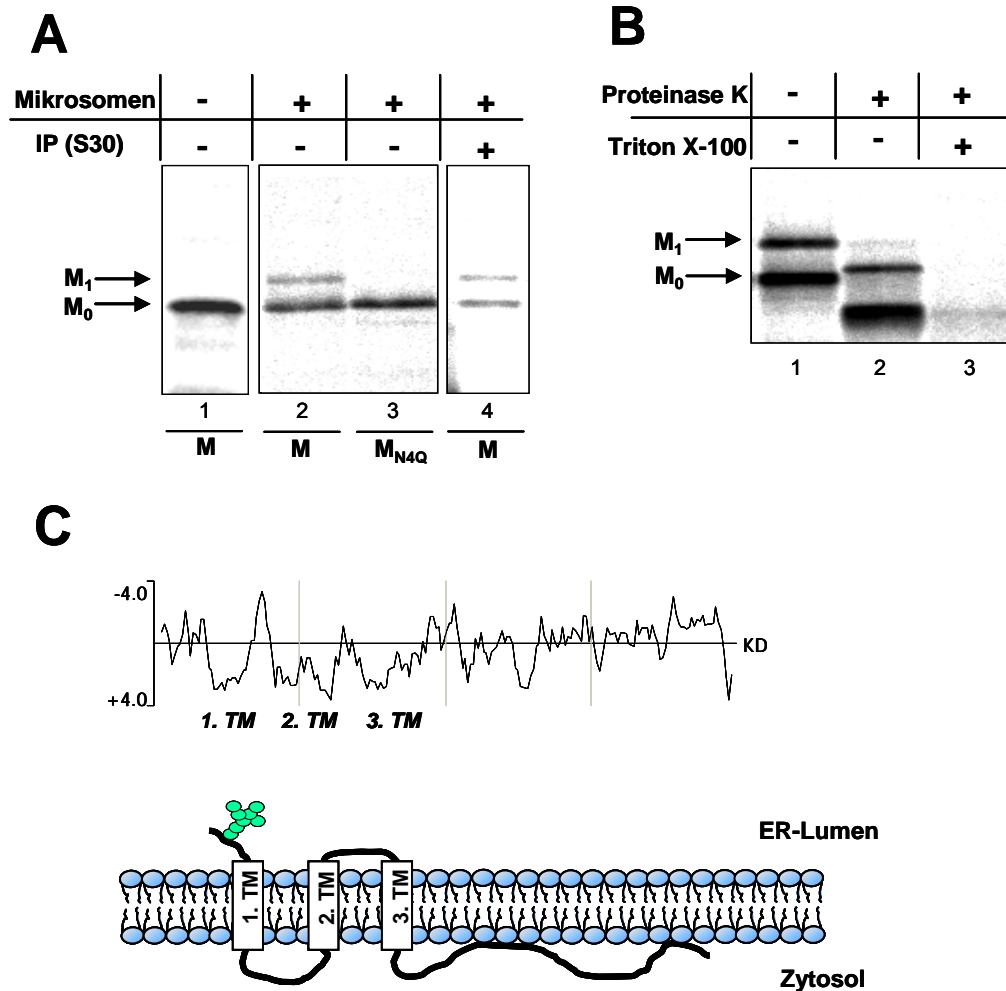 A
Mikrosomen - + + +
IP (S30) - - - +
M1
M0
1 2 3 4
M M MN4Q M
B
Proteinase K - + +
Triton X-100 - - +
M1
M0
1 2 3
C
-4.0
+4.0
KD
1. TM 2. TM 3. TM
ER-Lumen
1. TM 2. TM 3. TM
Zytosol